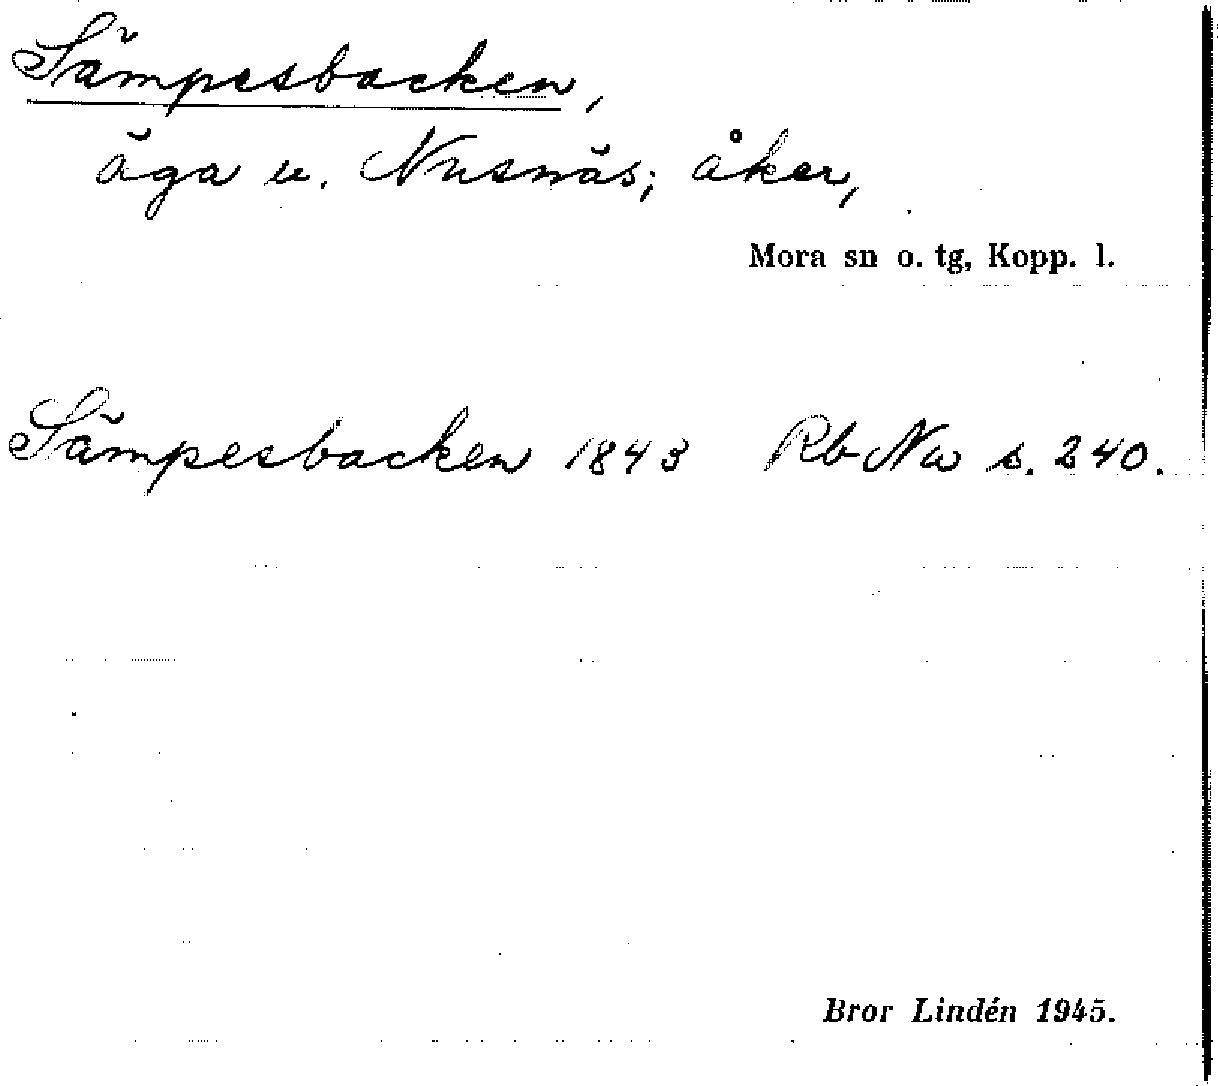 Sämpesbacken,
äga u. Nusnäs; åker,
Mora sn o. tg, Kopp. l.
Sämpesbacken 1843 Rb Nw s. 240.
Bror Lindén 1945.